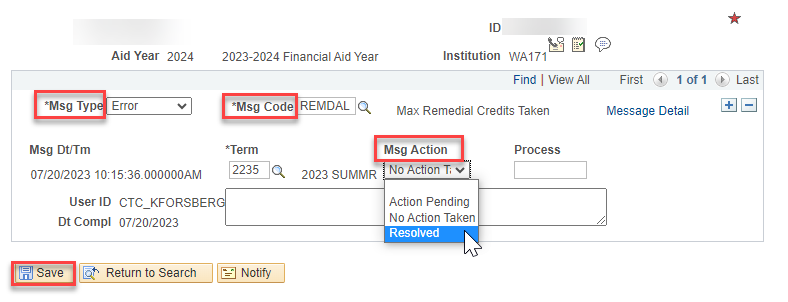 ID
Aid Year 2024 2023-2024 Financial Aid Year Institution WA171
Find | View All First 1 of 1 Last
*Msg Type Error *Msg Code REMDAL Max Remedial Credits Taken Message Detail
Msg Dt/Tm *Term Msg Action Process
07/20/2023 10:15:36.000000AM 2235 2023 SUMMR No Action Ta
User ID CTC_KFORSBERG Action Pending
No Action Taken
Dt Compl 07/20/2023 Resolved
Save Return to Search Notify